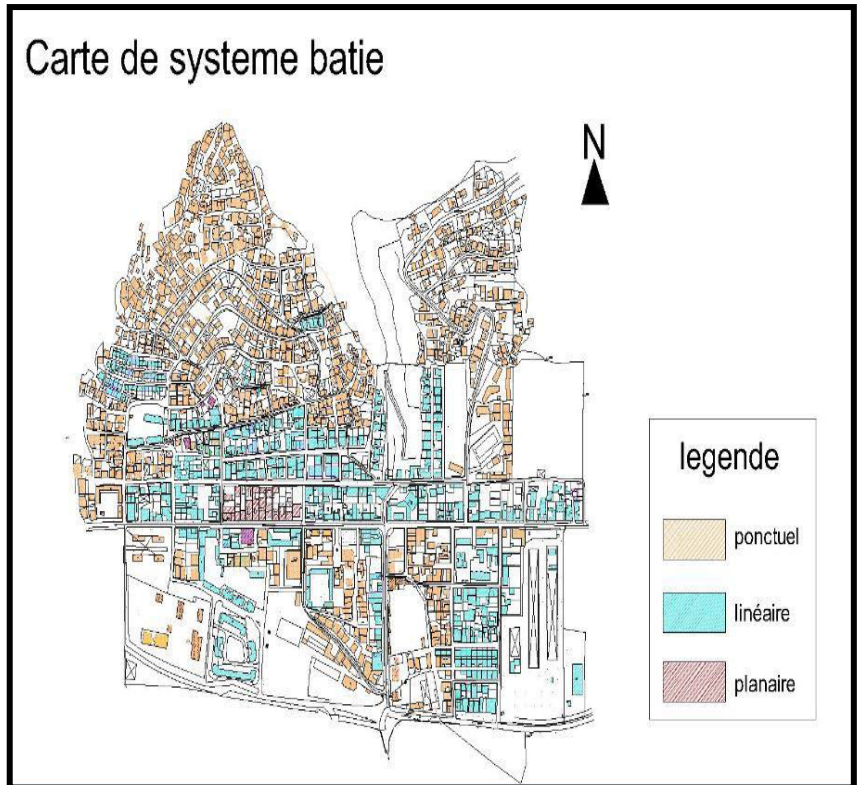 Carte de systeme batie
N
legende
ponctuel
linéaire
planaire